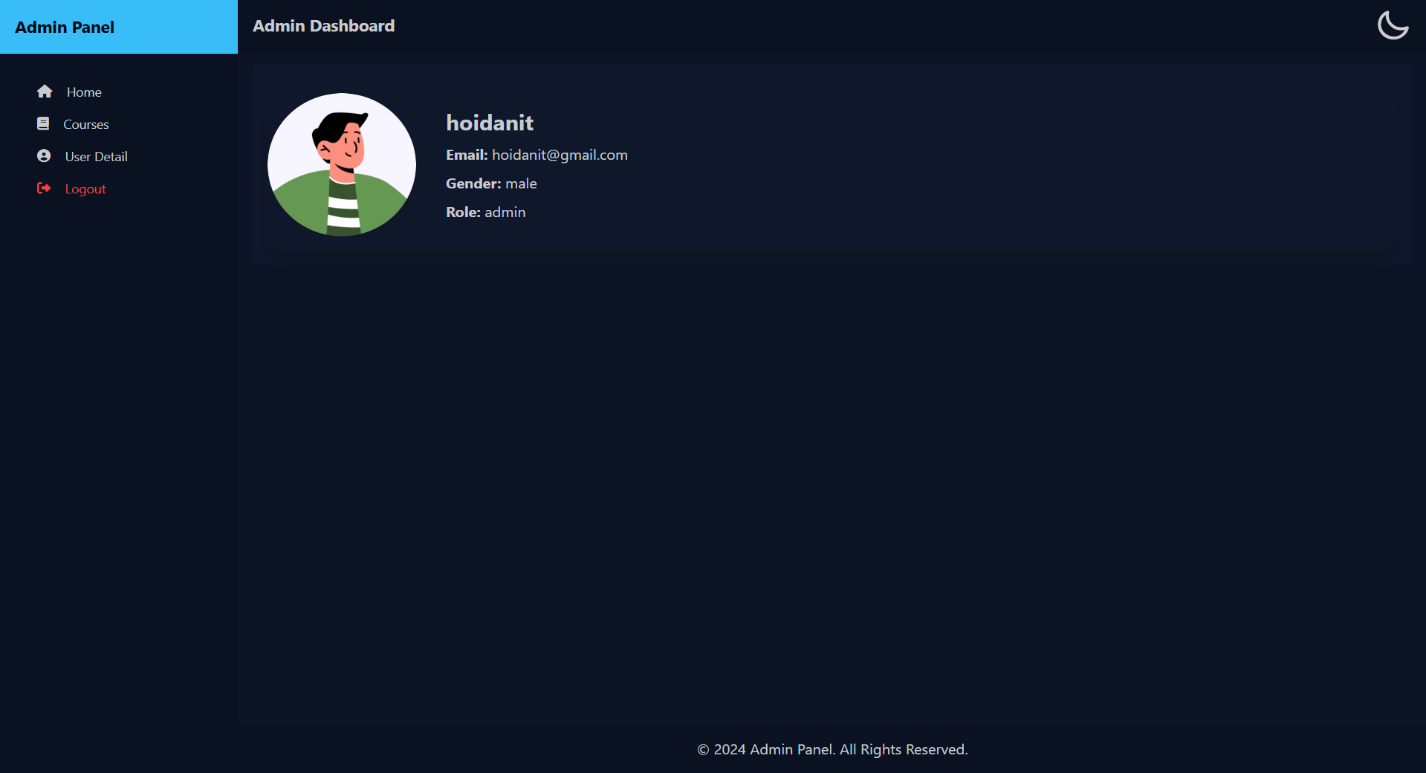 Admin Panel
Admin Dashboard
Home
Courses
User Detail
Logout
hoidanit
Email: hoidanit@gmail.com
Gender: male
Role: admin
© 2024 Admin Panel. All Rights Reserved.